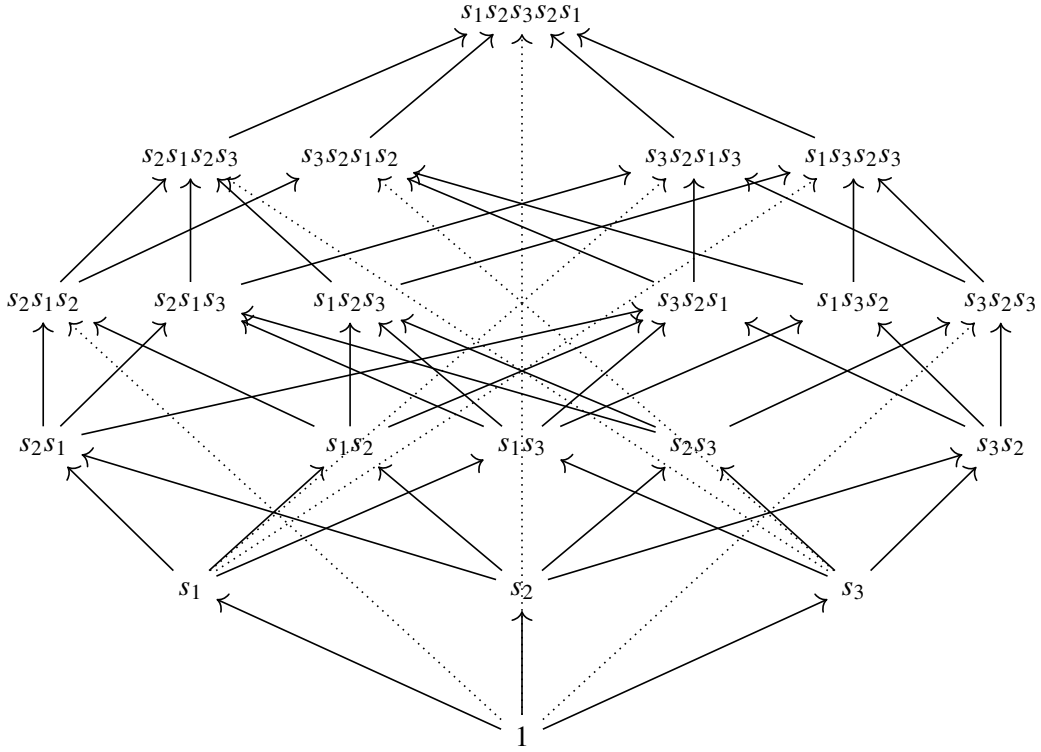 s₁s₂s₃s₂s₁
s₂s₁s₂s₃ s₃s₂s₁s₂ s₃s₂s₁s₃ s₁s₃s₂s₃
s₂s₁s₂ s₂s₁s₃ s₁s₂s₃ s₃s₂s₁ s₁s₃s₂ s₃s₂s₃
s₂s₁ s₁s₂ s₁s₃ s₂s₃ s₃s₂
s₁ s₂ s₃
1